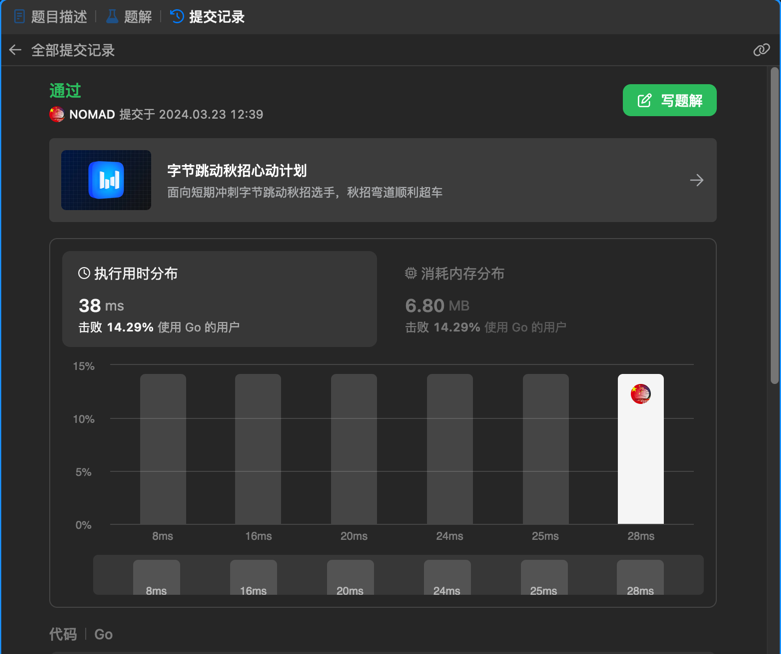 题目描述 题解 提交记录
全部提交记录
通过
NOMAD 提交于 2024.03.23 12:39
写题解
字节跳动秋招心动计划
面向短期冲刺字节跳动秋招选手，秋招弯道顺利超车
执行用时分布
38 ms
击败 14.29% 使用 Go 的用户
消耗内存分布
6.80 MB
击败 14.29% 使用 Go 的用户
15%
10%
5%
0%
8ms 16ms 20ms 24ms 25ms 28ms
8ms 16ms 20ms 24ms 25ms 28ms
代码 Go